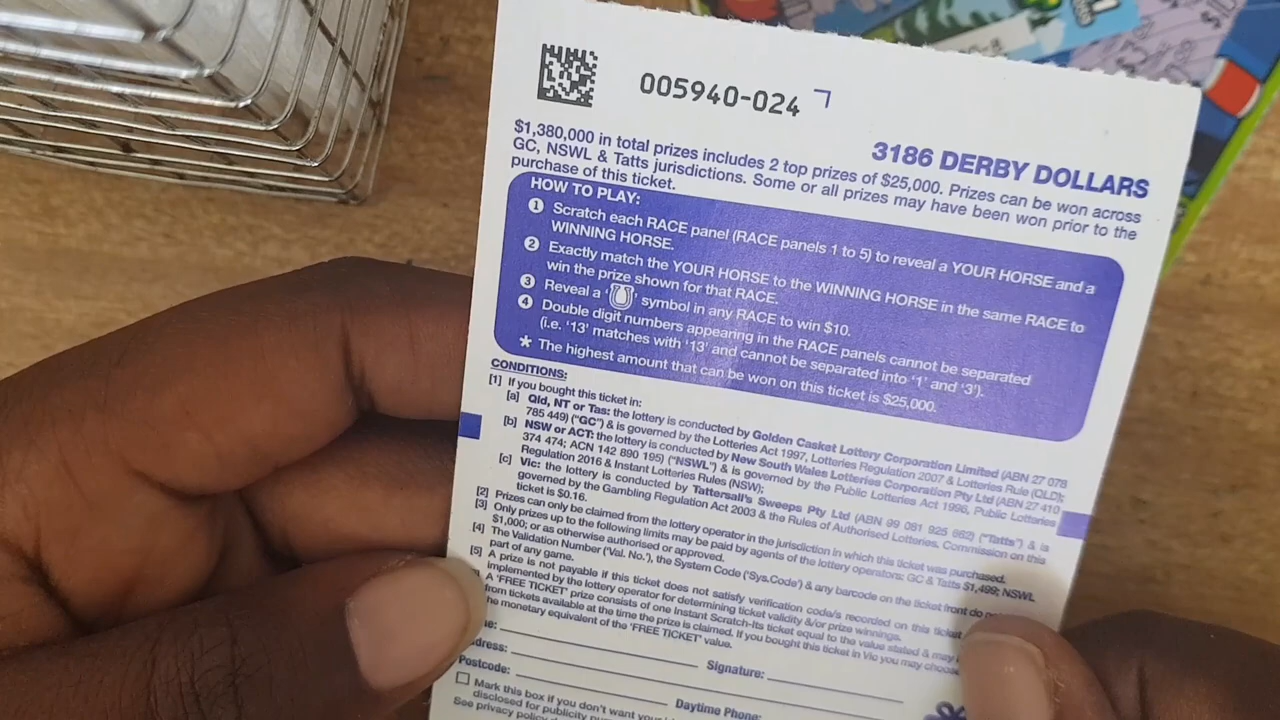 005940-024
3186 DERBY DOLLARS
$1,380,000 in total prizes includes 2 top prizes of $25,000. Prizes can be won across
GC, NSWL & Tatts jurisdictions. Some or all prizes may have been won prior to the
purchase of this ticket.
HOW TO PLAY:
1 Scratch each RACE panel (RACE panels 1 to 5) to reveal a YOUR HORSE and a
WINNING HORSE.
2 Exactly match the YOUR HORSE to the WINNING HORSE in the same RACE to
win the prize shown for that RACE.
3 Reveal a ' ' symbol in any RACE to win $10.
4 Double digit numbers appearing in the RACE panels cannot be separated
(i.e. '13' matches with '13' and cannot be separated into '1' and '3').
* The highest amount that can be won on this ticket is $25,000.
CONDITIONS:
[1] If you bought this ticket in:
[a] Qld, NT or Tas: the lottery is conducted by Golden Casket Lottery Corporation Limited (ABN 27 078
785 449) ("GC") & is governed by the Lotteries Act 1997, Lotteries Regulation 2007 & Lotteries Rule (QLD);
[b] NSW or ACT: the lottery is conducted by New South Wales Lotteries Corporation Pty Ltd (ABN 27 410
374 474; ACN 142 890 195) ("NSWL") & is governed by the Public Lotteries Act 1996, Public Lotteries
Regulation 2016 & Instant Lotteries Rules (NSW);
[c] Vic: the lottery is conducted by Tattersall's Sweeps Pty Ltd (ABN 99 081 925 662) ("Tatts") & is
governed by the Gambling Regulation Act 2003 & the Rules of Authorised Lotteries. Commission on this
ticket is $0.16.
[2] Prizes can only be claimed from the lottery operator in the jurisdiction in which this ticket was purchased.
[3] Only prizes up to the following limits may be paid by agents of the lottery operators: GC & Tatts $1,499; NSWL
$1,000; or as otherwise authorised or approved.
[4] The Validation Number ('Val. No.'), the System Code ('Sys.Code') & any barcode on the ticket front do
part of any game.
[5] A prize is not payable if this ticket does not satisfy verification code/s recorded on this ticket
implemented by the lottery operator for determining ticket validity &/or prize winnings.
A 'FREE TICKET' prize consists of one Instant Scratch-Its ticket equal to the value stated & may
from tickets available at the time the prize is claimed. If you bought this ticket in Vic you may choose
the monetary equivalent of the 'FREE TICKET' value.
Signature:
Postcode:
Daytime Phone:
Mark this box if you don't want your
disclosed for publicity
See privacy policy